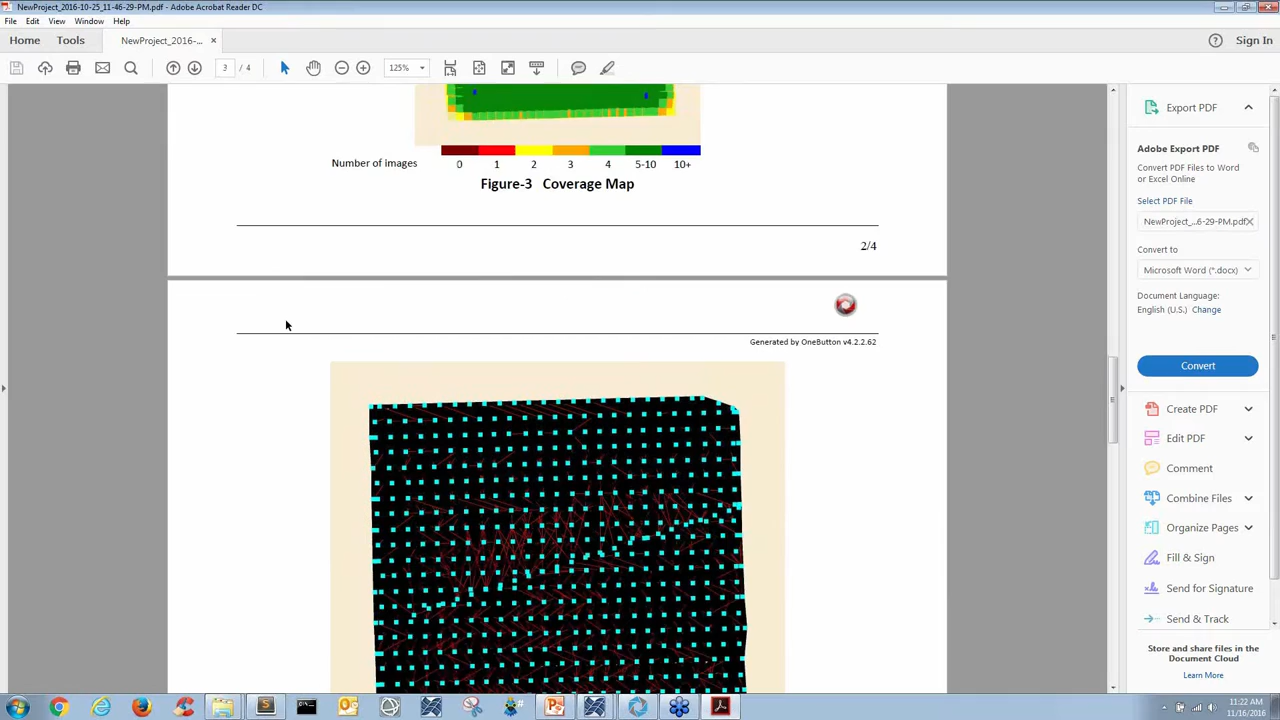 NewProject_2016-10-25_11-46-29-PM.pdf - Adobe Acrobat Reader DC
File Edit View Window Help
Home Tools NewProject_2016-... × Sign In
3 / 4 125%
Number of images 0 1 2 3 4 5-10 10+
Figure-3 Coverage Map
2/4
Generated by OneButton v4.2.2.62
Export PDF
Adobe Export PDF
Convert PDF Files to Word
or Excel Online
Select PDF File
NewProject_...6-29-PM.pdf
Convert to
Microsoft Word (*.docx)
Document Language:
English (U.S.) Change
Convert
Create PDF
Edit PDF
Comment
Combine Files
Organize Pages
Fill & Sign
Send for Signature
Send & Track
Store and share files in the
Document Cloud
Learn More
11:22 AM
11/16/2016